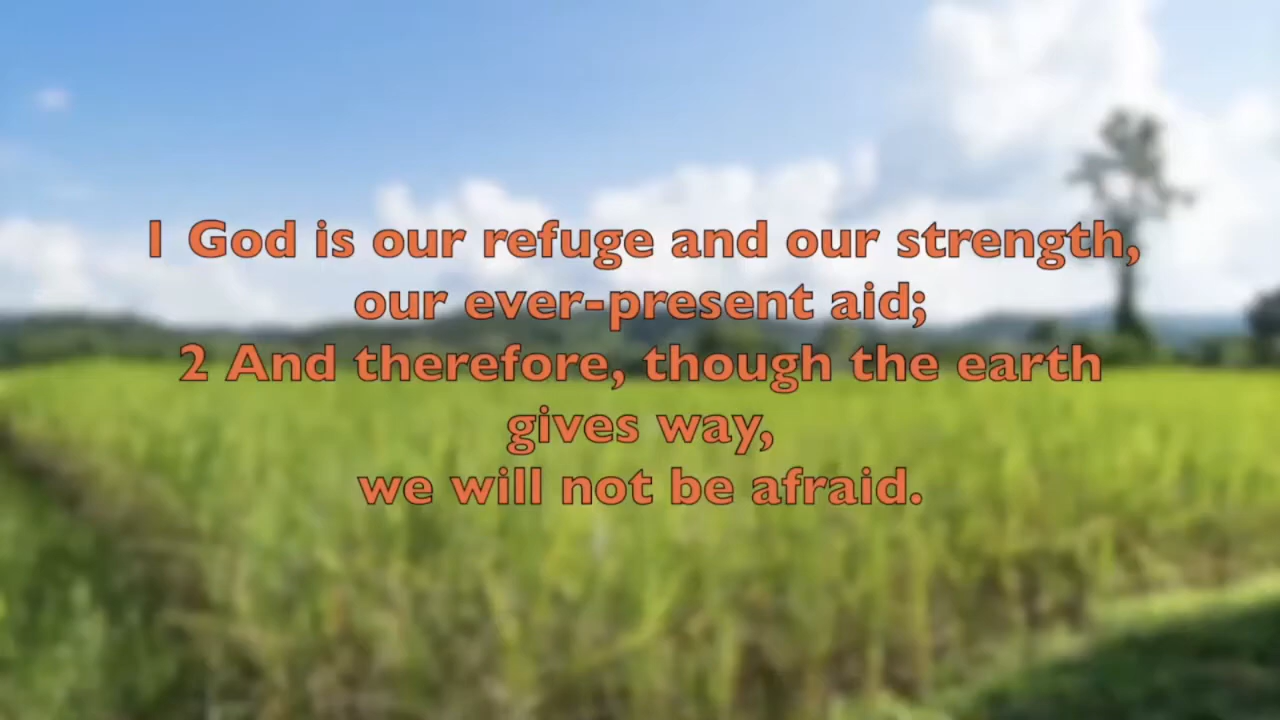 1 God is our refuge and our strength,
our ever-present aid;
2 And therefore, though the earth
gives way,
we will not be afraid.